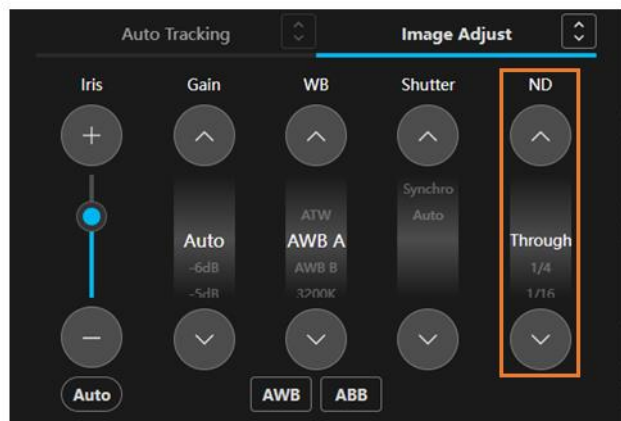 Auto Tracking
Image Adjust
Iris Gain WB Shutter ND
Synchro
ATW Auto
Auto AWB A Through
-6dB AWB B 1/4
-5dB 3200K 1/16
Auto AWB ABB